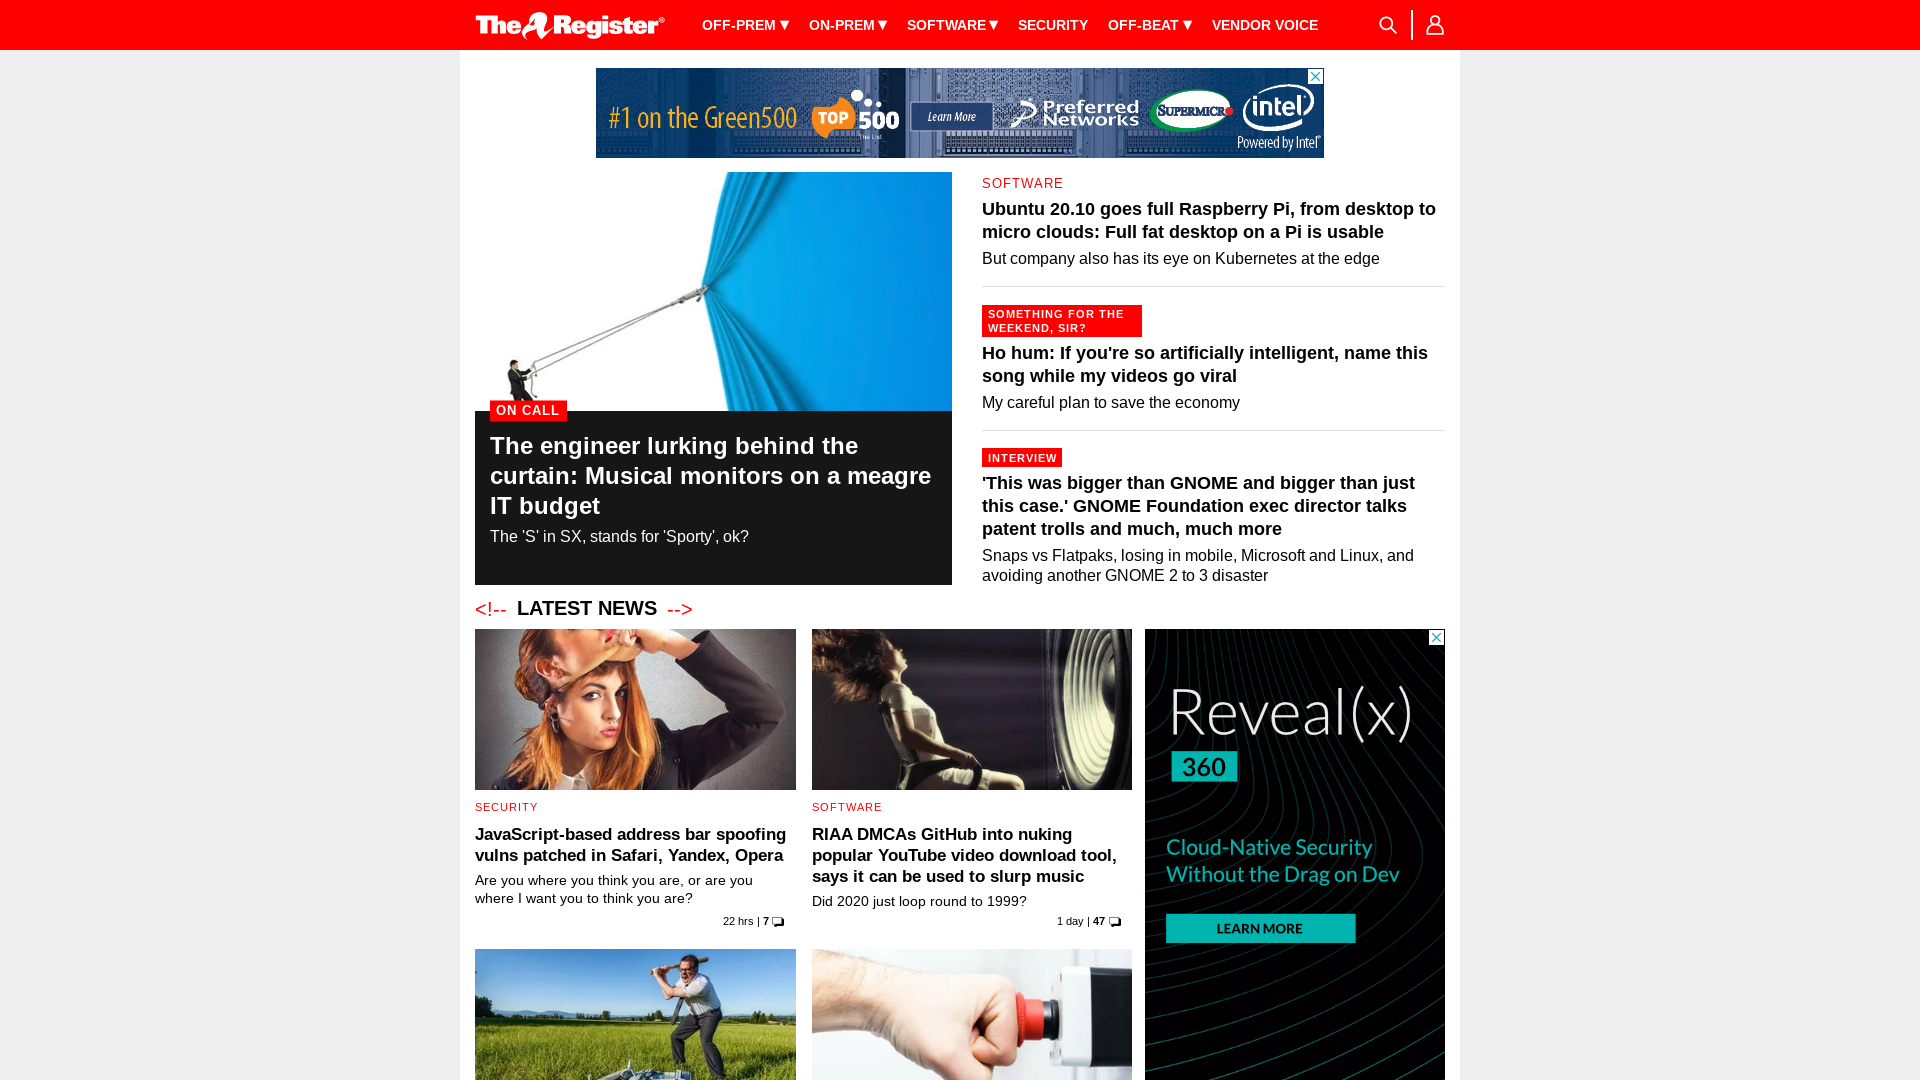 The Register®
OFF-PREM ▼ ON-PREM ▼ SOFTWARE ▼ SECURITY OFF-BEAT ▼ VENDOR VOICE
#1 on the Green500
TOP 500
The List.
Learn More
Preferred Networks
SUPERMICRO
intel
Powered by Intel®
ON CALL
The engineer lurking behind the
curtain: Musical monitors on a meagre
IT budget
The 'S' in SX, stands for 'Sporty', ok?
SOFTWARE
Ubuntu 20.10 goes full Raspberry Pi, from desktop to
micro clouds: Full fat desktop on a Pi is usable
But company also has its eye on Kubernetes at the edge
SOMETHING FOR THE
WEEKEND, SIR?
Ho hum: If you're so artificially intelligent, name this
song while my videos go viral
My careful plan to save the economy
INTERVIEW
'This was bigger than GNOME and bigger than just
this case.' GNOME Foundation exec director talks
patent trolls and much, much more
Snaps vs Flatpaks, losing in mobile, Microsoft and Linux, and
avoiding another GNOME 2 to 3 disaster
<!-- LATEST NEWS -->
SECURITY
JavaScript-based address bar spoofing
vulns patched in Safari, Yandex, Opera
Are you where you think you are, or are you
where I want you to think you are?
22 hrs | 7
SOFTWARE
RIAA DMCAs GitHub into nuking
popular YouTube video download tool,
says it can be used to slurp music
Did 2020 just loop round to 1999?
1 day | 47
Reveal(x)
360
Cloud-Native Security
Without the Drag on Dev
LEARN MORE